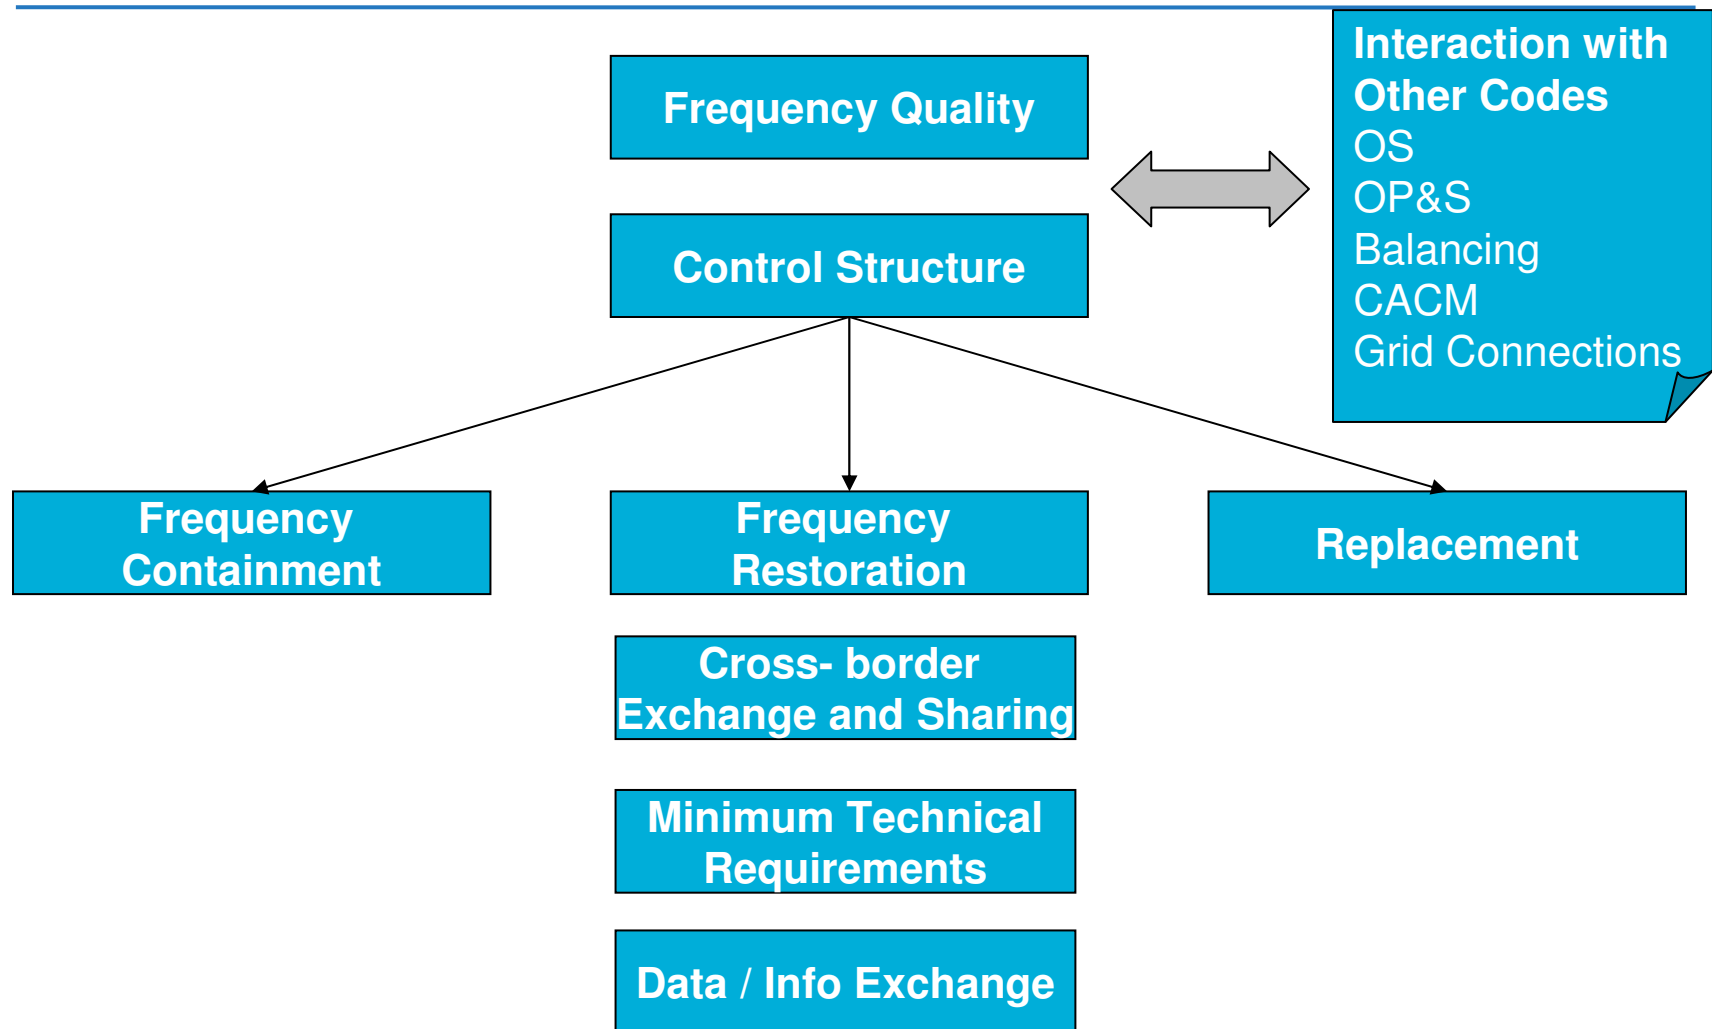 Frequency Quality
Control Structure
Interaction with
Other Codes
OS
OP&S
Balancing
CACM
Grid Connections
Frequency
Containment
Frequency
Restoration
Replacement
Cross- border
Exchange and Sharing
Minimum Technical
Requirements
Data / Info Exchange